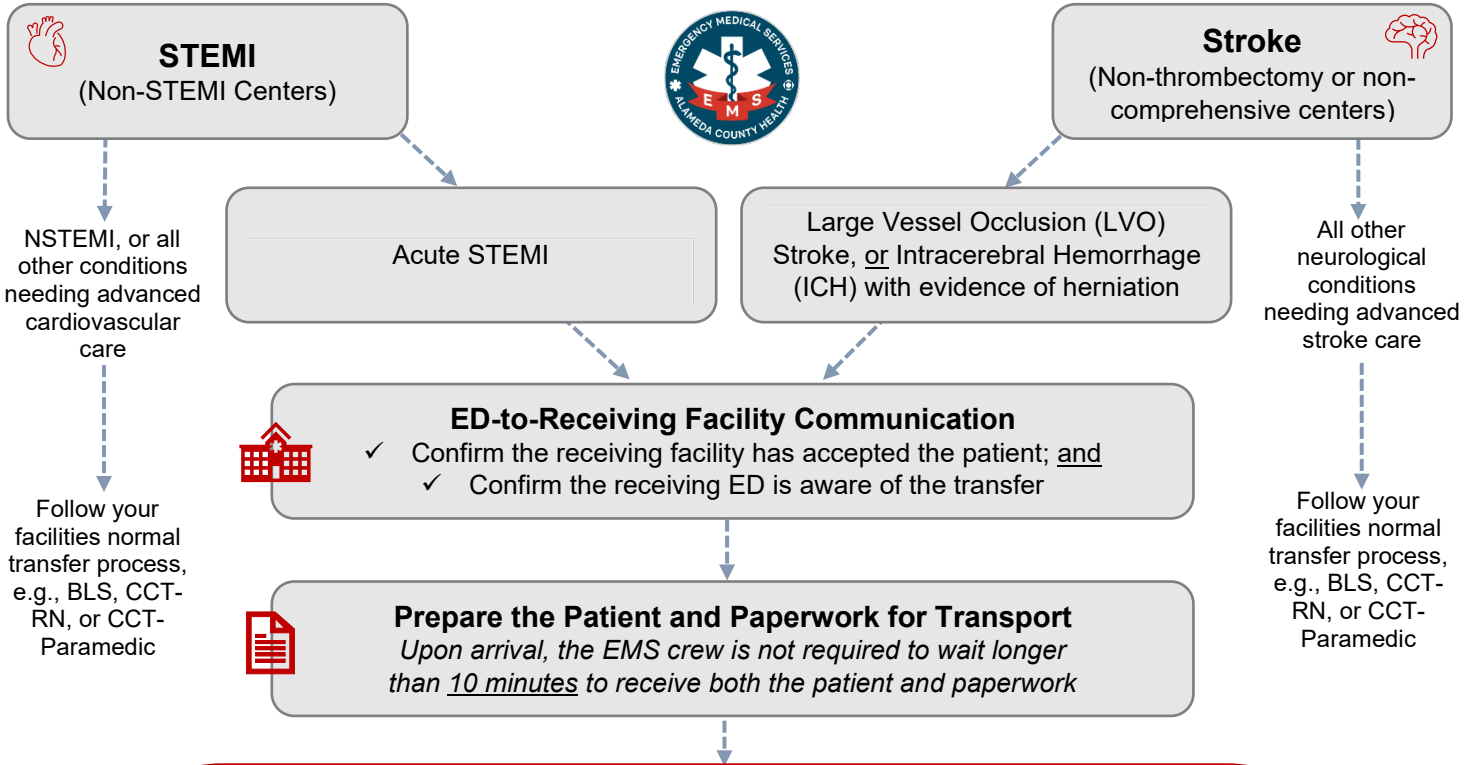 STEMI
(Non-STEMI Centers)
EMERGENCY MEDICAL SERVICES
EMS
ALAMEDA COUNTY HEALTH
Stroke
(Non-thrombectomy or non-
comprehensive centers)
NSTEMI, or all
other conditions
needing advanced
cardiovascular
care
Acute STEMI
Large Vessel Occlusion (LVO)
Stroke, or Intracerebral Hemorrhage
(ICH) with evidence of herniation
All other
neurological
conditions
needing advanced
stroke care
ED-to-Receiving Facility Communication
✓ Confirm the receiving facility has accepted the patient; and
✓ Confirm the receiving ED is aware of the transfer
Follow your
facilities normal
transfer process,
e.g., BLS, CCT-
RN, or CCT-
Paramedic
Prepare the Patient and Paperwork for Transport
Upon arrival, the EMS crew is not required to wait longer
than 10 minutes to receive both the patient and paperwork
Follow your
facilities normal
transfer process,
e.g., BLS, CCT-
RN, or CCT-
Paramedic